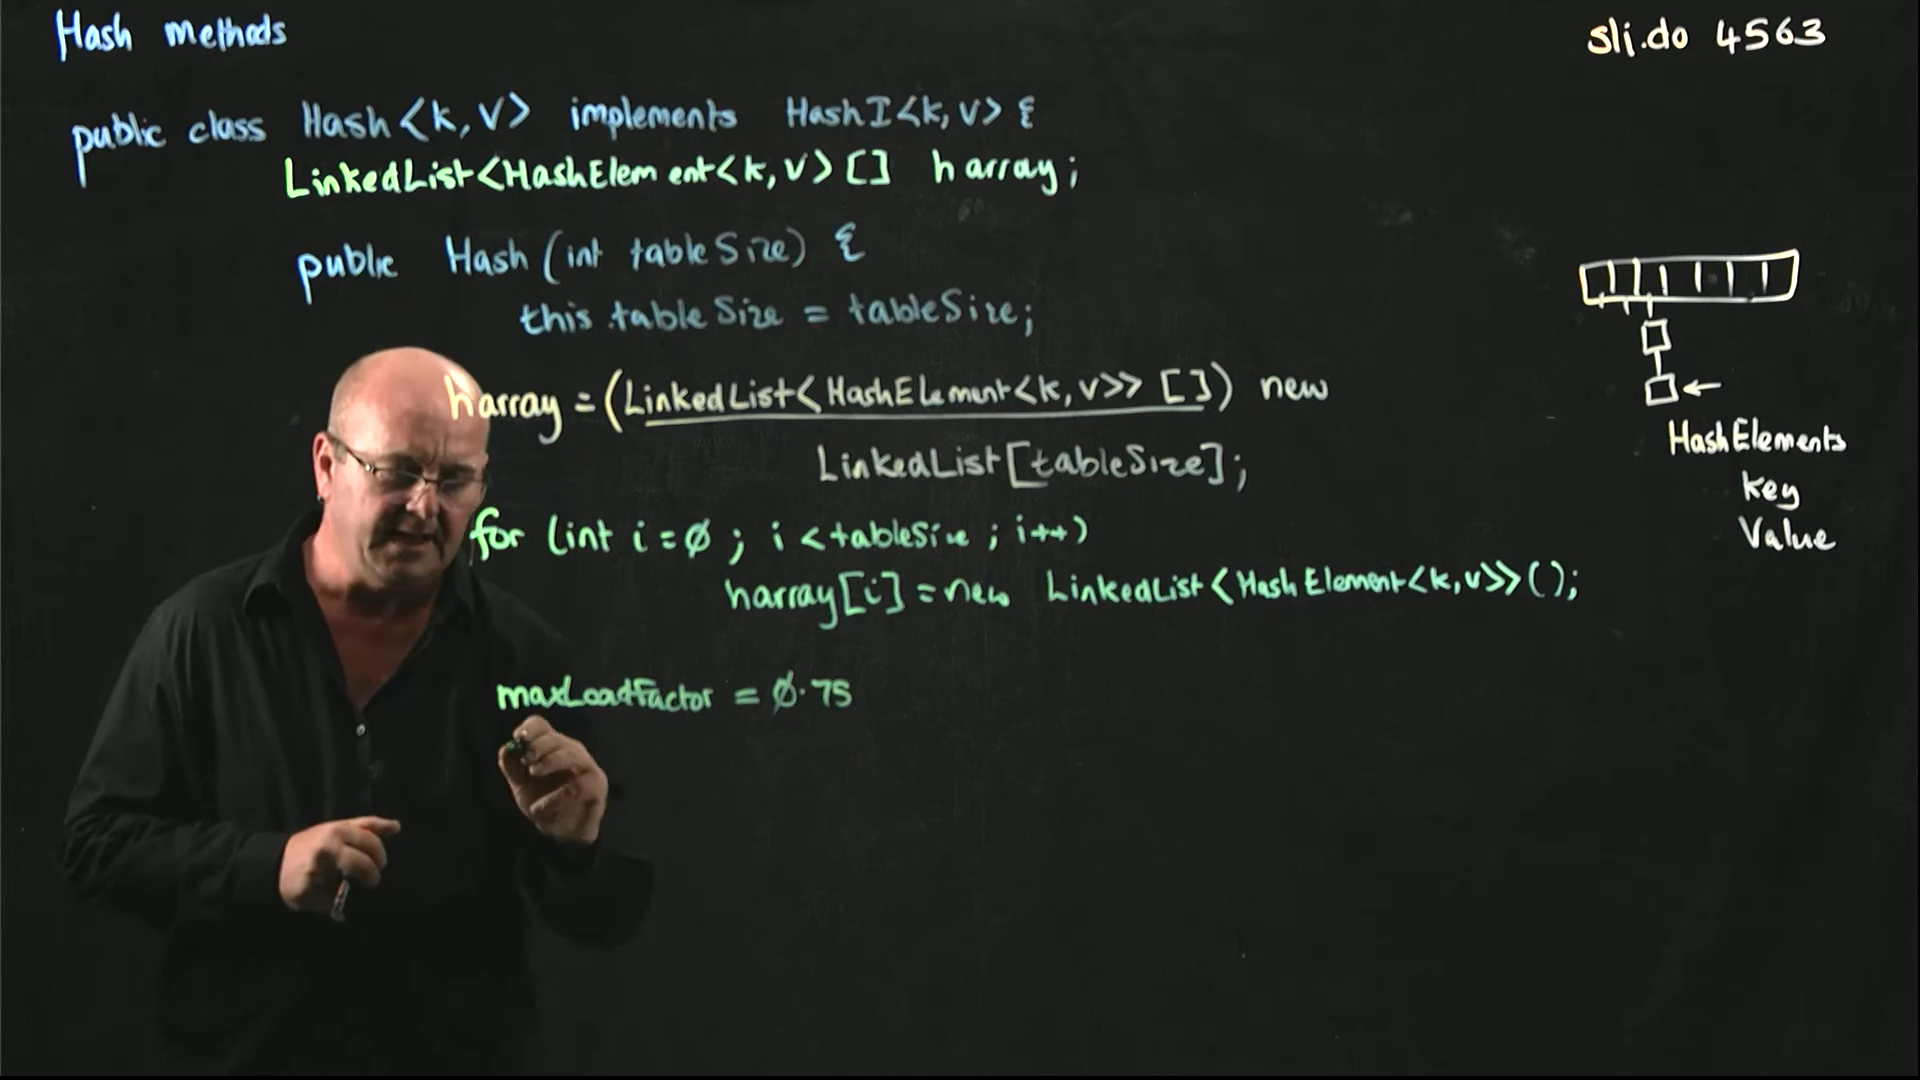 Hash methods
sli.do 4563
public class Hash<k,V> implements HashI<k,V> {
LinkedList<HashElement<k,V>[] harray;
public Hash(int tableSize) {
this.tableSize = tableSize;
harray = (LinkedList<HashElement<k,V>>[]) new
LinkedList[tableSize];
for (int i=0; i<tableSize; i++)
harray[i] = new LinkedList<HashElement<k,V>>();
maxLoadFactor = 0.75
HashElements
key
Value